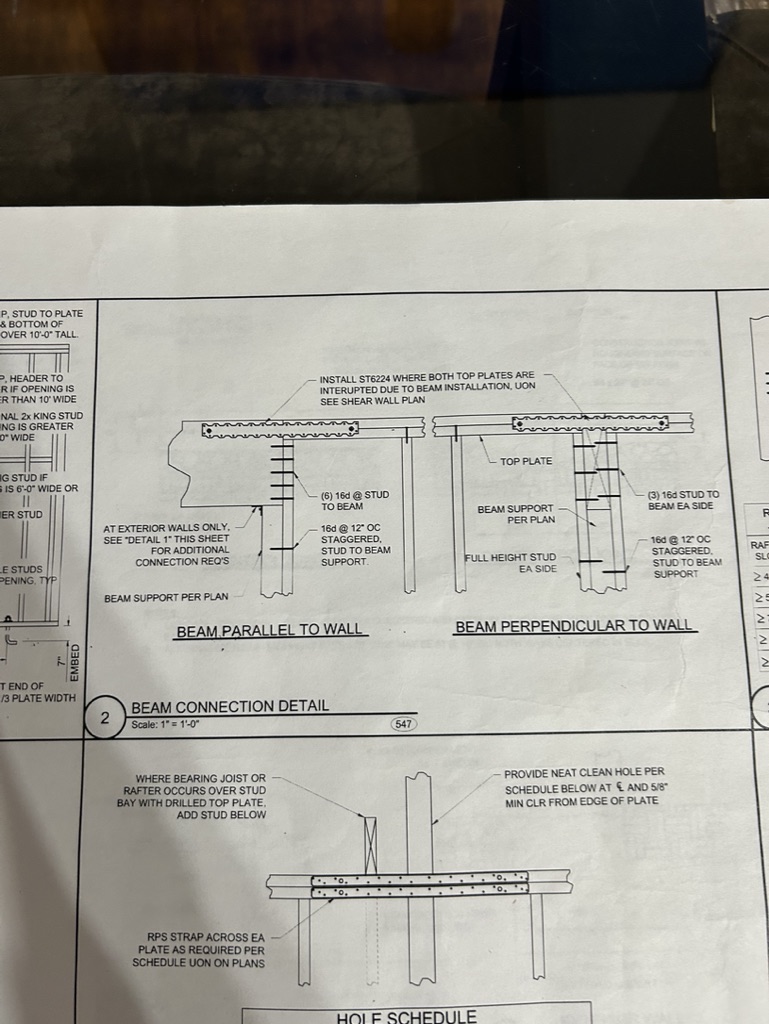 P, STUD TO PLATE
& BOTTOM OF
OVER 10'-0" TALL.
P, HEADER TO
R IF OPENING IS
ER THAN 10' WIDE
NAL 2x KING STUD
NG IS GREATER
0" WIDE
G STUD IF
IS 6'-0" WIDE OR
ER STUD
LE STUDS
PENING, TYP
7"
EMBED
T END OF
/3 PLATE WIDTH
INSTALL ST6224 WHERE BOTH TOP PLATES ARE
INTERUPTED DUE TO BEAM INSTALLATION, UON
SEE SHEAR WALL PLAN
(6) 16d @ STUD
TO BEAM
AT EXTERIOR WALLS ONLY,
SEE "DETAIL 1" THIS SHEET
FOR ADDITIONAL
CONNECTION REQ'S
16d @ 12" OC
STAGGERED,
STUD TO BEAM
SUPPORT.
BEAM SUPPORT PER PLAN
BEAM PARALLEL TO WALL
TOP PLATE
BEAM SUPPORT
PER PLAN
FULL HEIGHT STUD
EA SIDE
(3) 16d STUD TO
BEAM EA SIDE
16d @ 12" OC
STAGGERED,
STUD TO BEAM
SUPPORT
BEAM PERPENDICULAR TO WALL
2
BEAM CONNECTION DETAIL
Scale: 1" = 1'-0"
547
WHERE BEARING JOIST OR
RAFTER OCCURS OVER STUD
BAY WITH DRILLED TOP PLATE,
ADD STUD BELOW
PROVIDE NEAT CLEAN HOLE PER
SCHEDULE BELOW AT ℄ AND 5/8"
MIN CLR FROM EDGE OF PLATE
RPS STRAP ACROSS EA
PLATE AS REQUIRED PER
SCHEDULE UON ON PLANS
HOLE SCHEDULE
R
RAF
SLO
≥ 4
≥ 5
≥
≥
≥